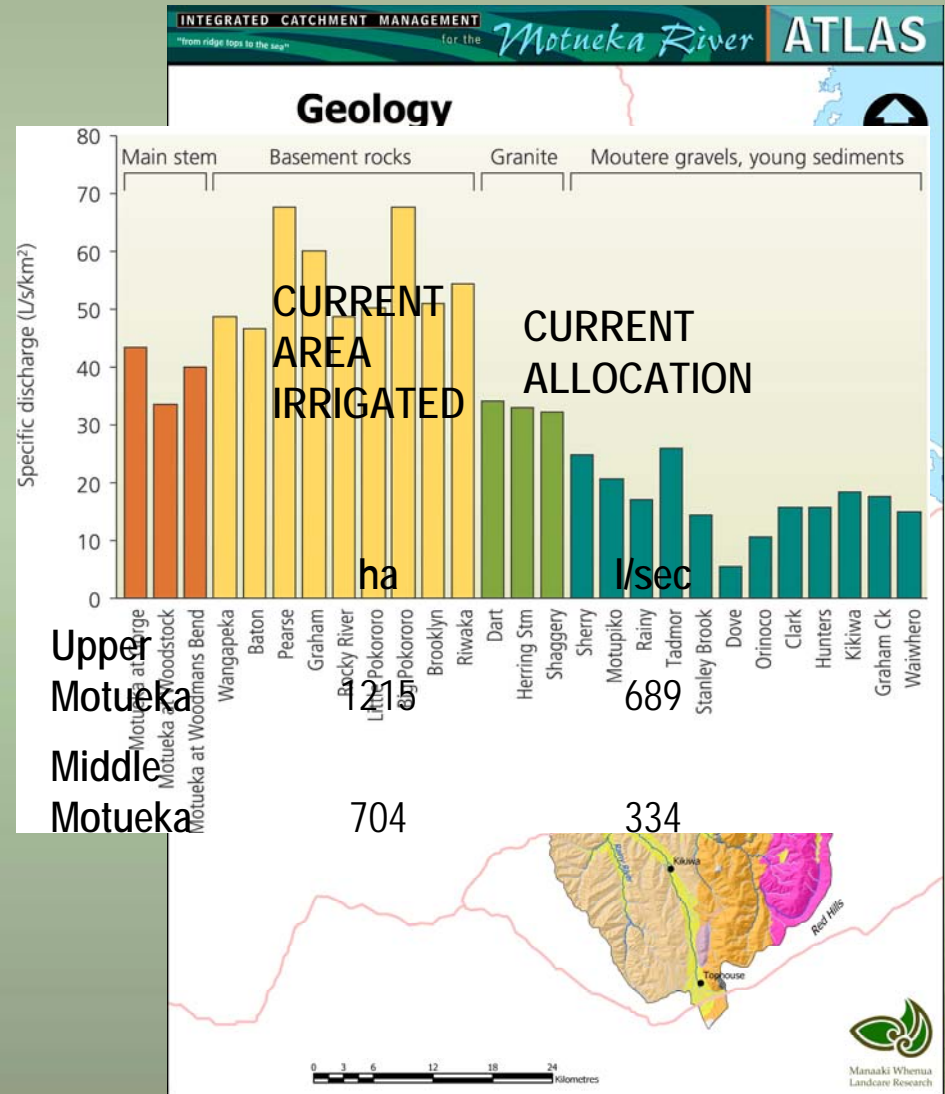 INTEGRATED CATCHMENT MANAGEMENT
"from ridge tops to the sea"
for the
Motueka River
ATLAS
Geology
Specific discharge (L/s/km²)
80
70
60
50
40
30
20
10
0
Main stem
Basement rocks
Granite
Moutere gravels, young sediments
CURRENT
AREA
IRRIGATED
CURRENT
ALLOCATION
ha
l/sec
Motueka at Gorge
Motueka at Woodstock
Motueka at Woodmans Bend
Wangapeka
Baton
Pearse
Graham
Rocky River
Little Pokororo
Big Pokororo
Brooklyn
Riwaka
Dart
Herring Stm
Shaggery
Sherry
Motupiko
Rainy
Tadmor
Stanley Brook
Dove
Orinoco
Clark
Hunters
Kikiwa
Graham Ck
Waiwhero
Upper
Motueka
1215
689
Middle
Motueka
704
334
Rainy River
Kikiwa
Red Hills
Tophouse
0 3 6 12 18 24
Kilometres
Manaaki Whenua
Landcare Research